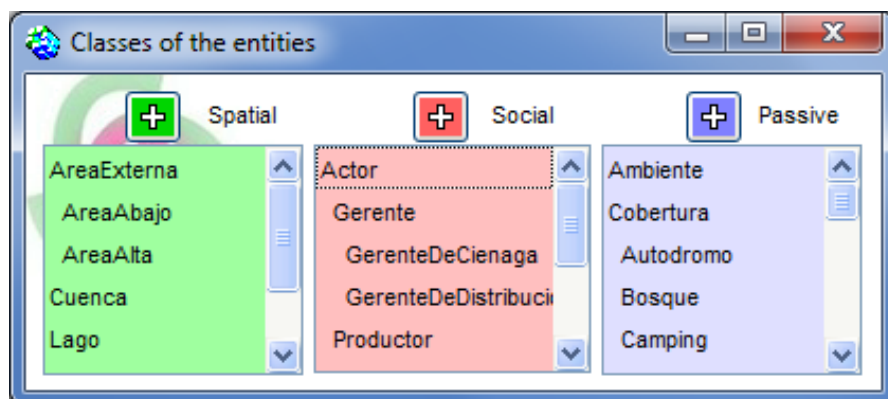 Classes of the entities
Spatial
Social
Passive
AreaExterna
AreaAbajo
AreaAlta
Cuenca
Lago
Actor
Gerente
GerenteDeCienaga
GerenteDeDistribuci
Productor
Ambiente
Cobertura
Autodromo
Bosque
Camping